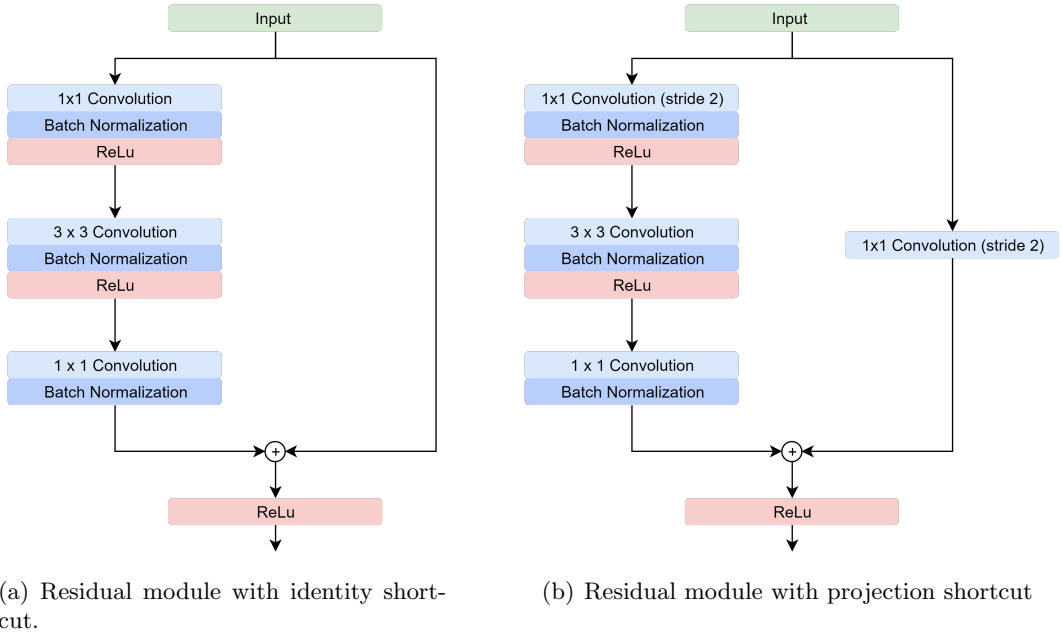 Input
1x1 Convolution
Batch Normalization
ReLu
3 x 3 Convolution
Batch Normalization
ReLu
1 x 1 Convolution
Batch Normalization
+
ReLu
(a) Residual module with identity short-
cut.
Input
1x1 Convolution (stride 2)
Batch Normalization
ReLu
3 x 3 Convolution
Batch Normalization
ReLu
1x1 Convolution (stride 2)
1 x 1 Convolution
Batch Normalization
+
ReLu
(b) Residual module with projection shortcut